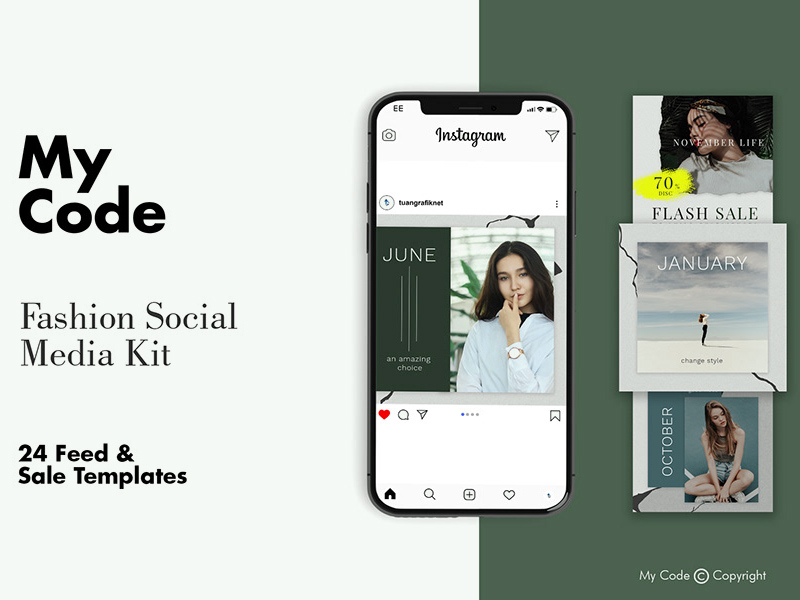 My
Code
Fashion Social
Media Kit
24 Feed &
Sale Templates
EE
Instagram
tuangrafiknet
JUNE
an amazing
choice
NOVEMBER LIFE
70%
DISC
FLASH SALE
JANUARY
change style
OCTOBER
My Code © Copyright